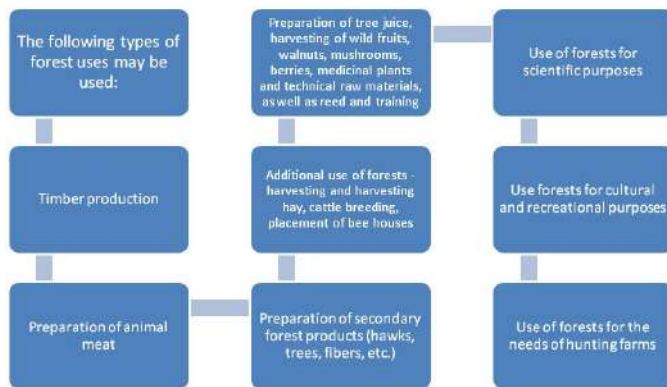 The following types of
forest uses may be
used:
Timber production
Preparation of animal
meat
Preparation of secondary
forest products (hawks,
trees, fibers, etc.)
Additional use of forests -
harvesting and harvesting
hay, cattle breeding,
placement of bee houses
Preparation of tree juice,
harvesting of wild fruits,
walnuts, mushrooms,
berries, medicinal plants
and technical raw materials,
as well as reed and training
Use of forests for
scientific purposes
Use forests for cultural
and recreational purposes
Use of forests for the
needs of hunting farms